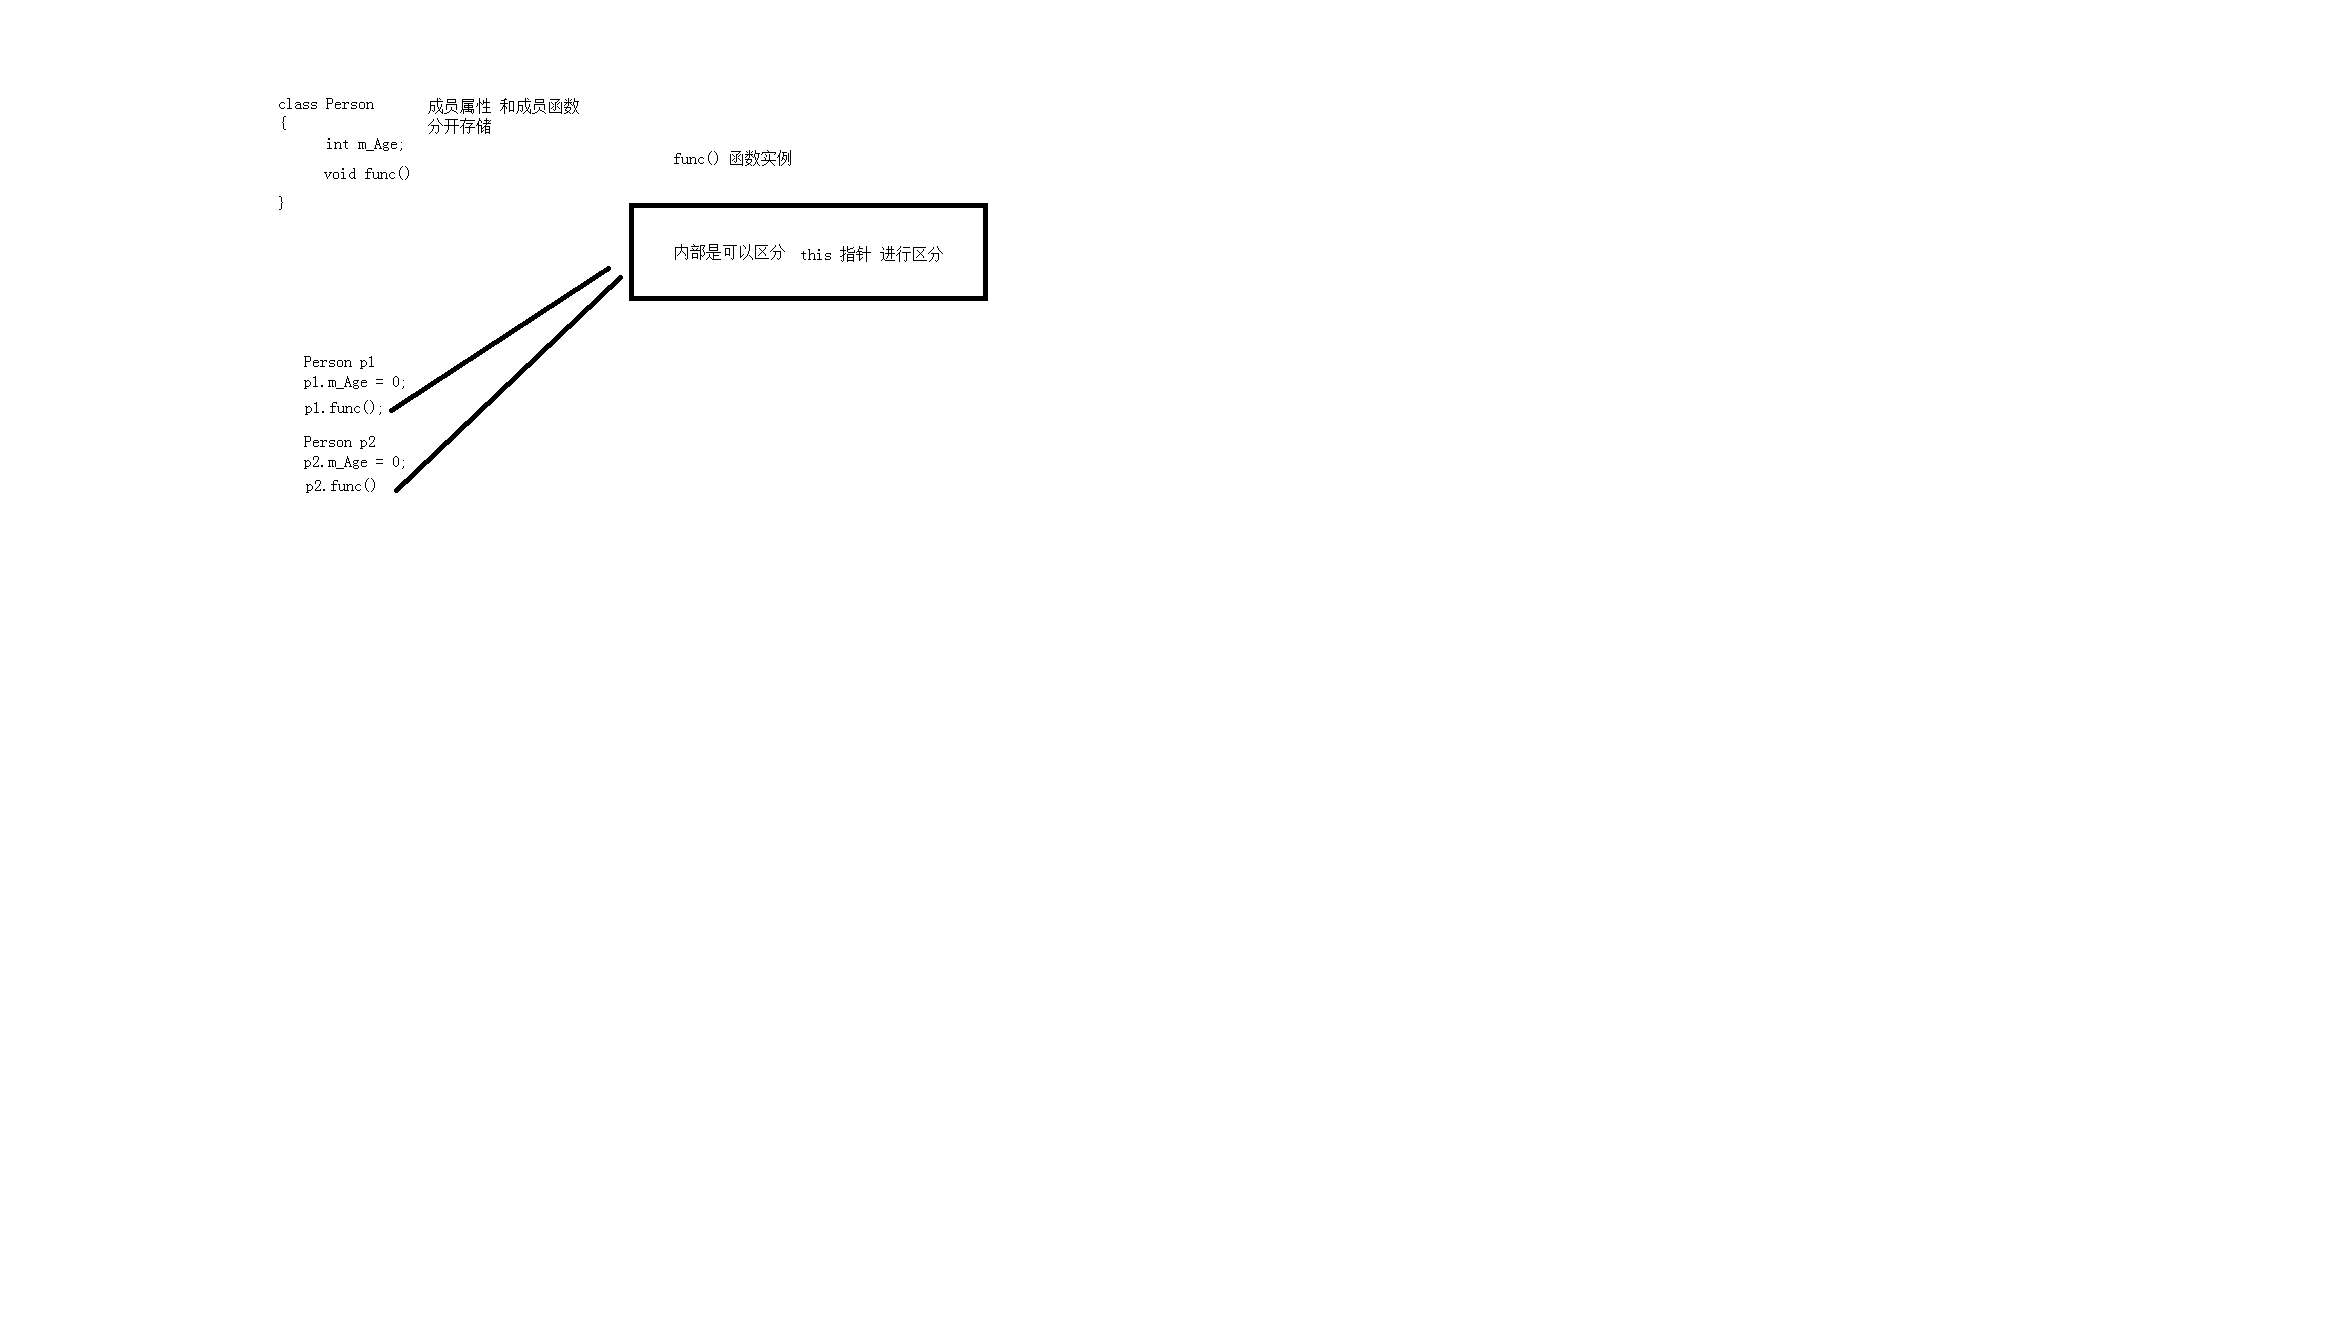 class Person
{
int m_Age;
void func()
}
成员属性 和成员函数
分开存储
func() 函数实例
内部是可以区分 this 指针 进行区分
Person p1
p1.m_Age = 0;
p1.func();
Person p2
p2.m_Age = 0;
p2.func()